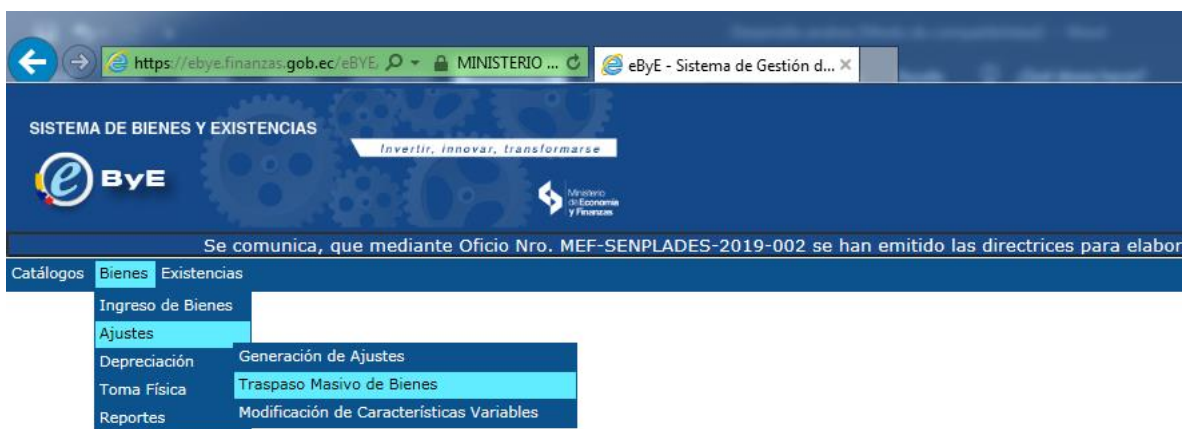 https://ebye.finanzas.gob.ec/eBYE, MINISTERIO ... eByE - Sistema de Gestión d...
SISTEMA DE BIENES Y EXISTENCIAS
Invertir, innovar, transformarse
e ByE
Ministerio
de Economía
y Finanzas
Se comunica, que mediante Oficio Nro. MEF-SENPLADES-2019-002 se han emitido las directrices para elabor
Catálogos Bienes Existencias
Ingreso de Bienes
Ajustes
Depreciación Generación de Ajustes
Toma Física Traspaso Masivo de Bienes
Reportes Modificación de Características Variables